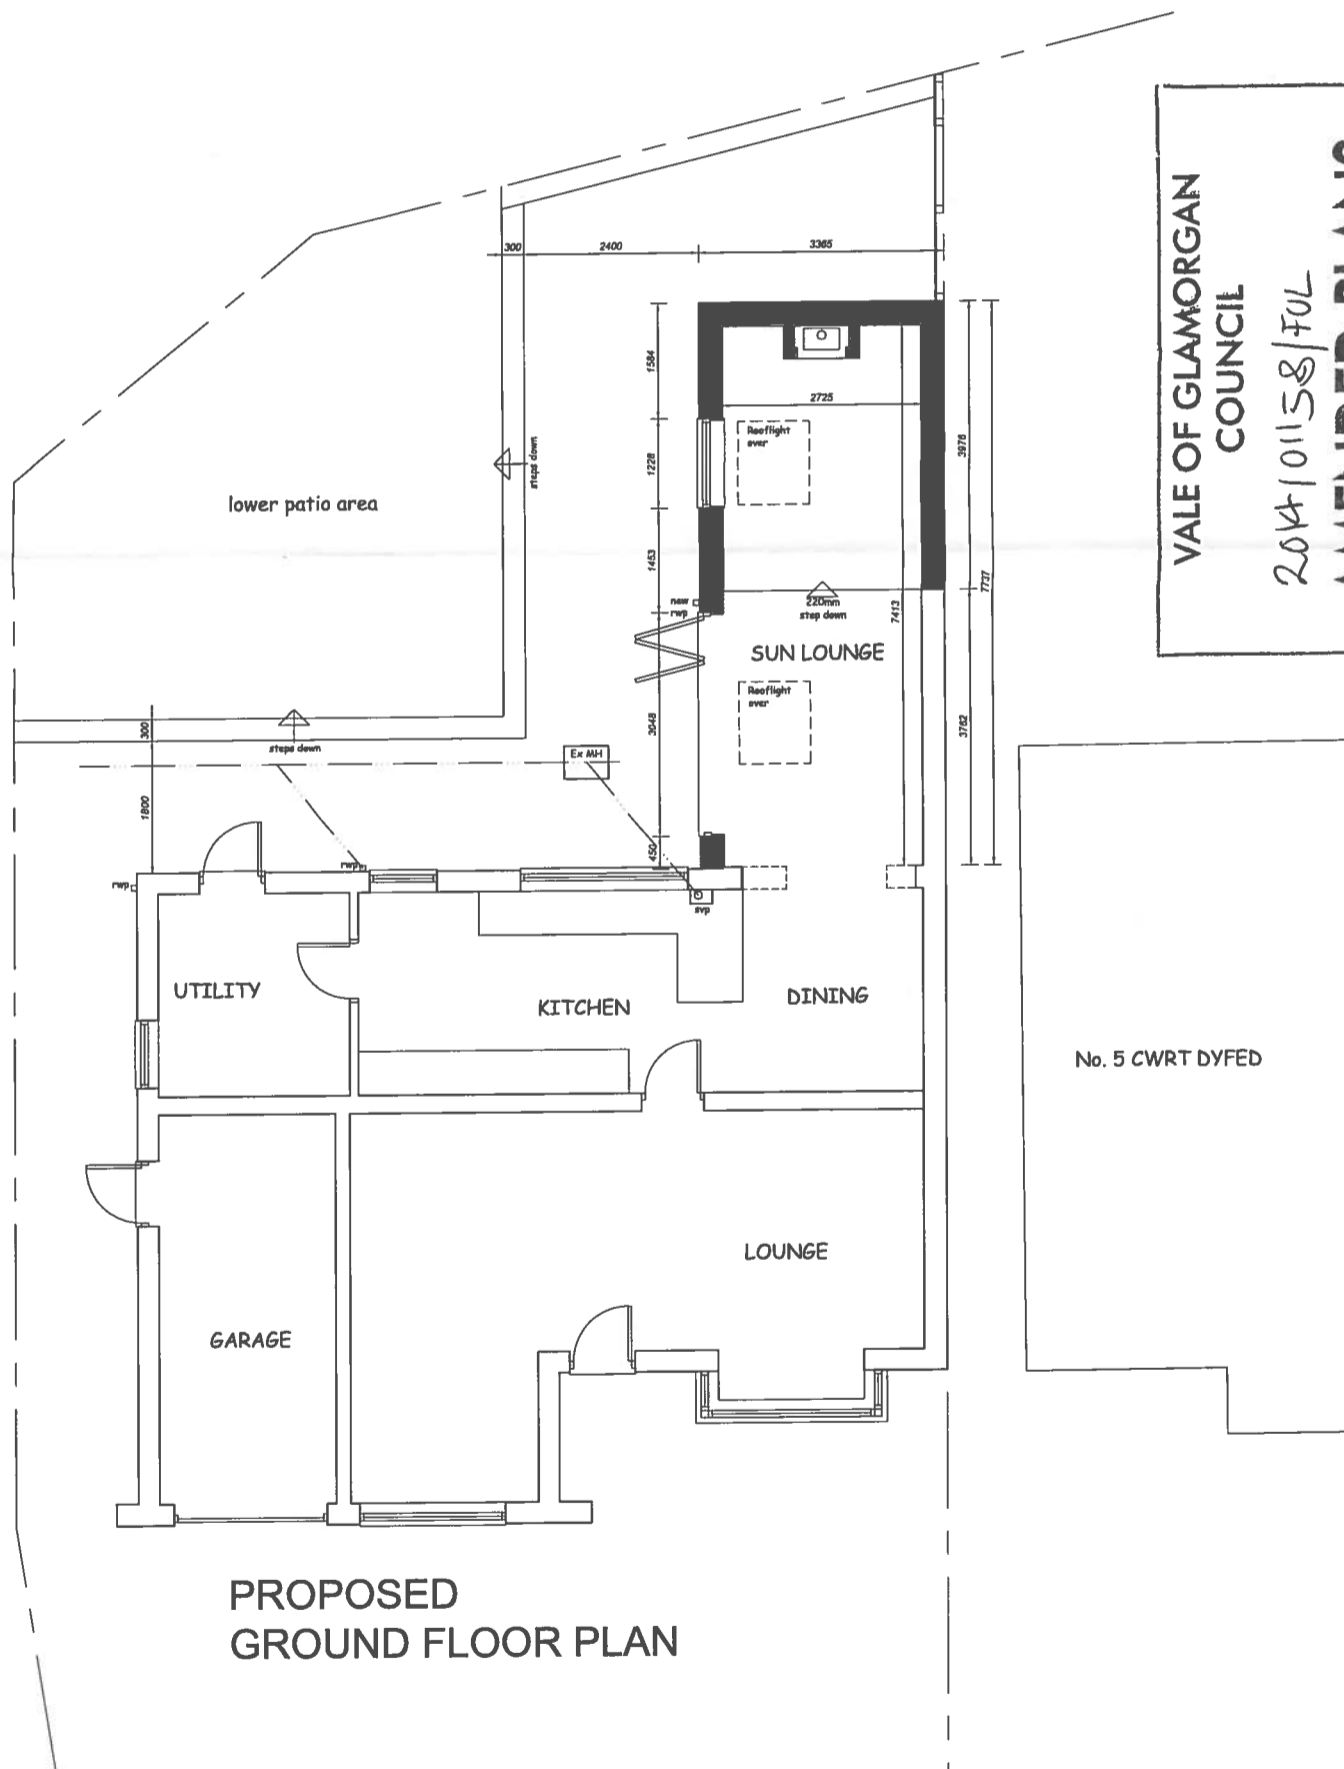 300
2400
3365
VALE OF GLAMORGAN
COUNCIL
2014/01158/FUL
AMENDED PLANS
1584
2725
Rooflight
over
1228
3976
steps down
lower patio area
1453
7737
new
rwp
220mm
step down
7413
SUN LOUNGE
Rooflight
over
3048
3762
300
steps down
Ex MH
1800
450
rwp
rwp
svp
UTILITY
KITCHEN
DINING
No. 5 CWRT DYFED
LOUNGE
GARAGE
PROPOSED
GROUND FLOOR PLAN